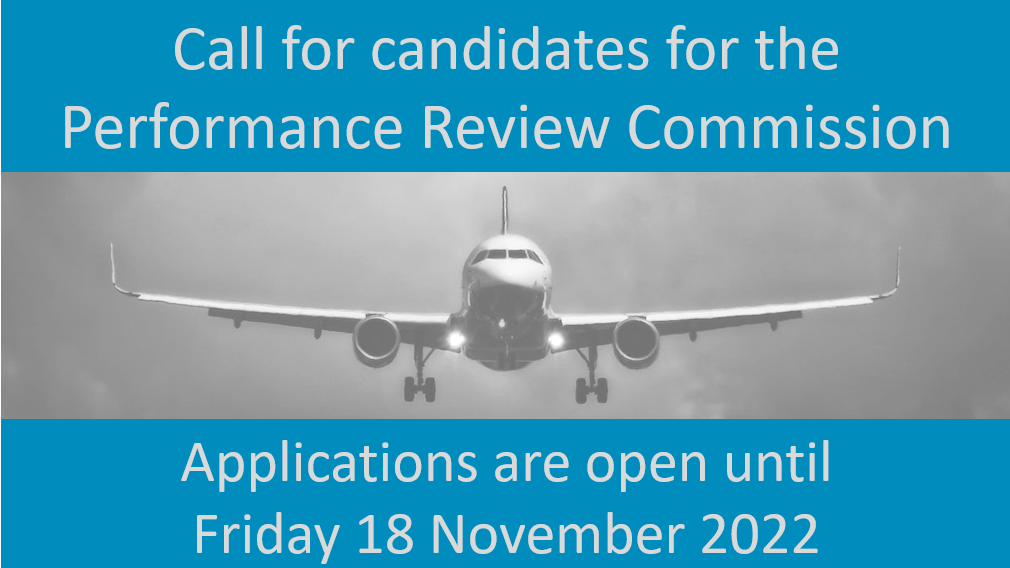 Call for candidates for the
Performance Review Commission
Applications are open until
Friday 18 November 2022